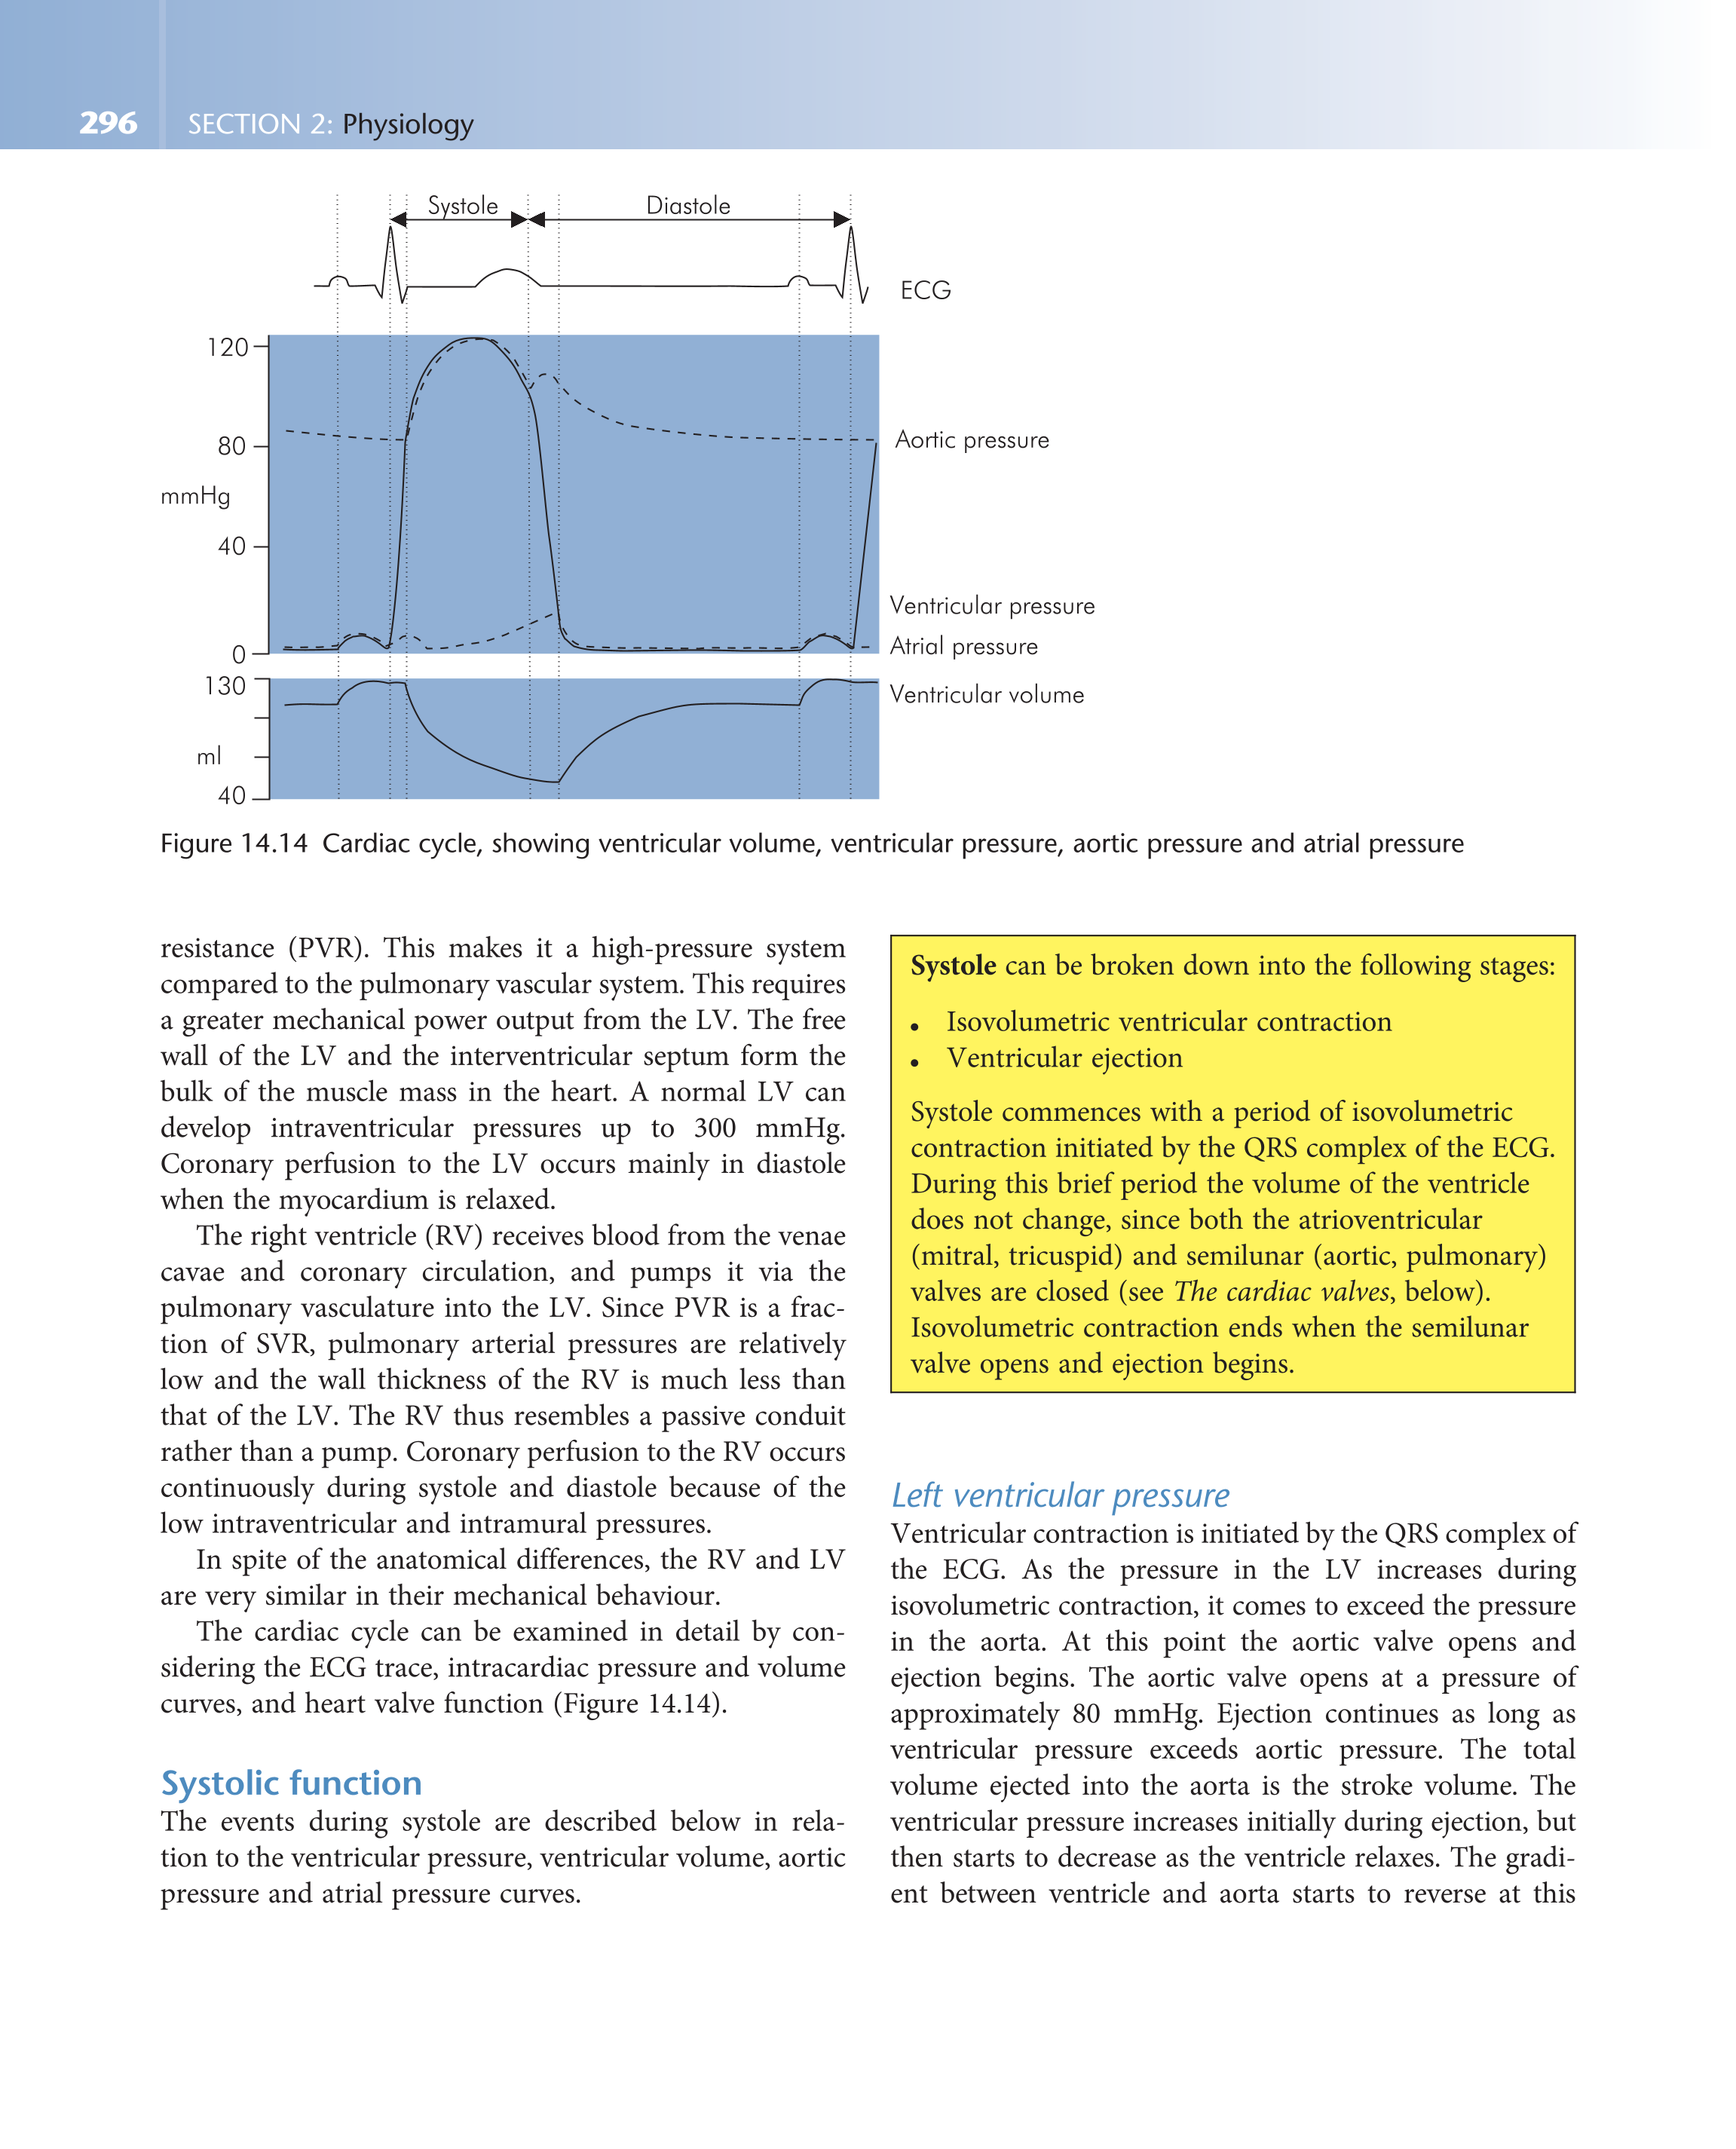 296 SECTION 2: Physiology
Systole Diastole
ECG
120
80
mmHg
40
0
Aortic pressure
Ventricular pressure
Atrial pressure
130
ml
40
Ventricular volume
Figure 14.14 Cardiac cycle, showing ventricular volume, ventricular pressure, aortic pressure and atrial pressure
resistance (PVR). This makes it a high-pressure system
compared to the pulmonary vascular system. This requires
a greater mechanical power output from the LV. The free
wall of the LV and the interventricular septum form the
bulk of the muscle mass in the heart. A normal LV can
develop intraventricular pressures up to 300 mmHg.
Coronary perfusion to the LV occurs mainly in diastole
when the myocardium is relaxed.
The right ventricle (RV) receives blood from the venae
cavae and coronary circulation, and pumps it via the
pulmonary vasculature into the LV. Since PVR is a frac-
tion of SVR, pulmonary arterial pressures are relatively
low and the wall thickness of the RV is much less than
that of the LV. The RV thus resembles a passive conduit
rather than a pump. Coronary perfusion to the RV occurs
continuously during systole and diastole because of the
low intraventricular and intramural pressures.
In spite of the anatomical differences, the RV and LV
are very similar in their mechanical behaviour.
The cardiac cycle can be examined in detail by con-
sidering the ECG trace, intracardiac pressure and volume
curves, and heart valve function (Figure 14.14).
Systolic function
The events during systole are described below in rela-
tion to the ventricular pressure, ventricular volume, aortic
pressure and atrial pressure curves.
Systole can be broken down into the following stages:
• Isovolumetric ventricular contraction
• Ventricular ejection
Systole commences with a period of isovolumetric
contraction initiated by the QRS complex of the ECG.
During this brief period the volume of the ventricle
does not change, since both the atrioventricular
(mitral, tricuspid) and semilunar (aortic, pulmonary)
valves are closed (see The cardiac valves, below).
Isovolumetric contraction ends when the semilunar
valve opens and ejection begins.
Left ventricular pressure
Ventricular contraction is initiated by the QRS complex of
the ECG. As the pressure in the LV increases during
isovolumetric contraction, it comes to exceed the pressure
in the aorta. At this point the aortic valve opens and
ejection begins. The aortic valve opens at a pressure of
approximately 80 mmHg. Ejection continues as long as
ventricular pressure exceeds aortic pressure. The total
volume ejected into the aorta is the stroke volume. The
ventricular pressure increases initially during ejection, but
then starts to decrease as the ventricle relaxes. The gradi-
ent between ventricle and aorta starts to reverse at this